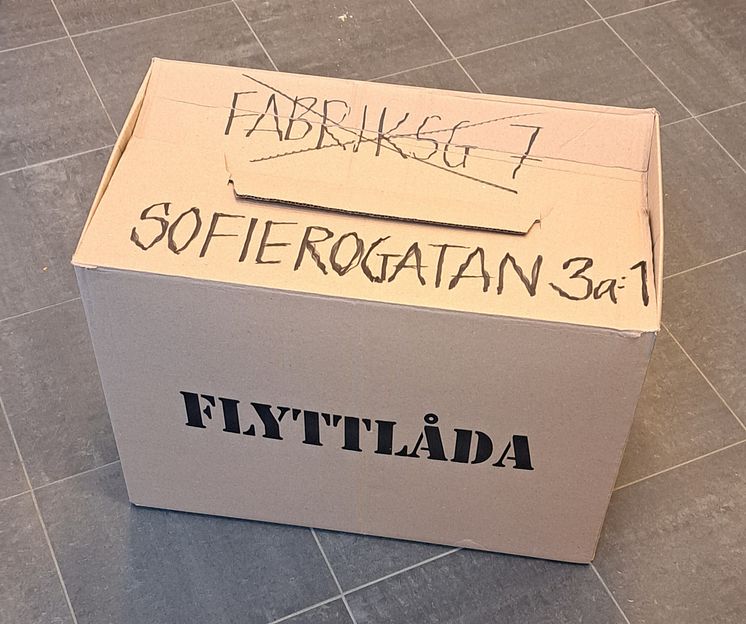 FABRIKSG 7
SOFIEROGATAN 3a:1
FLYTTLÅDA